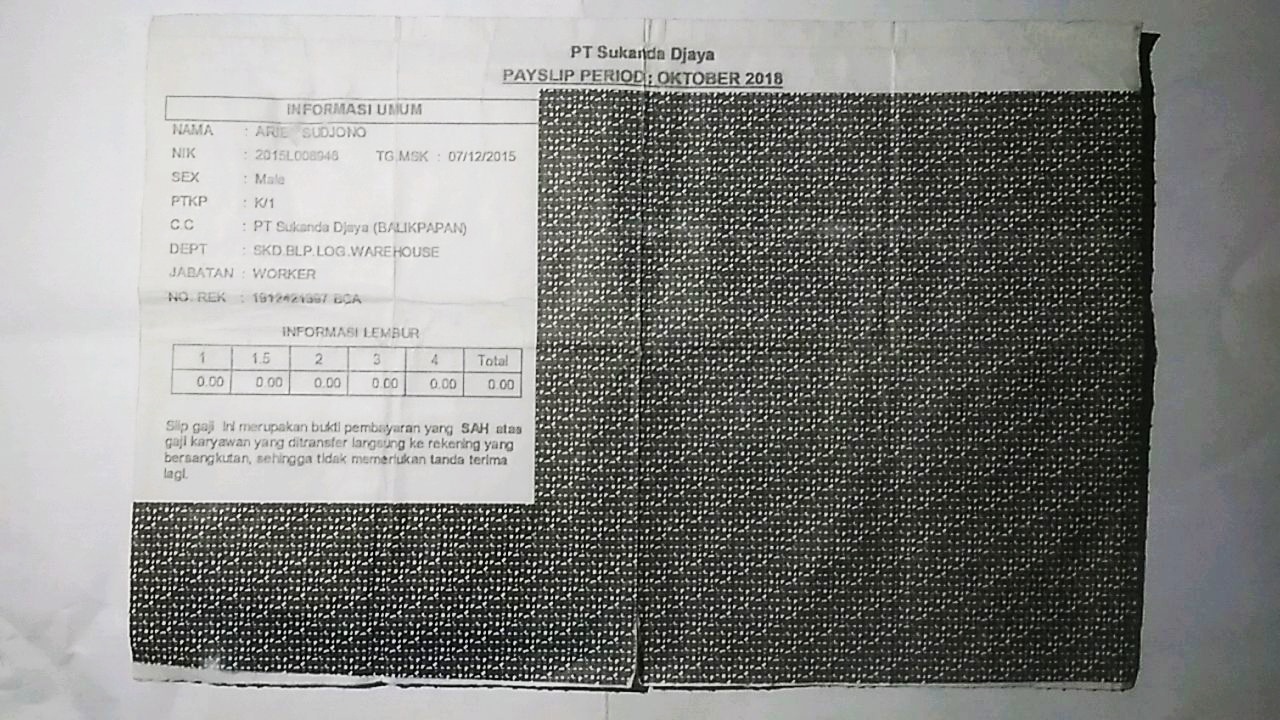 PT Sukanda Djaya
PAYSLIP PERIOD : OKTOBER 2018
INFORMASI UMUM
NAMA : ARIE SUDJONO
NIK : 2015L008946 TG.MSK : 07/12/2015
SEX : Male
PTKP : K/1
C.C : PT Sukanda Djaya (BALIKPAPAN)
DEPT : SKD.BLP.LOG.WAREHOUSE
JABATAN : WORKER
NO. REK : BCA
INFORMASI LEMBUR
1 1.5 2 3 4 Total
0.00 0.00 0.00 0.00 0.00 0.00
Slip gaji ini merupakan bukti pembayaran yang SAH atas
gaji karyawan yang ditransfer langsung ke rekening yang
bersangkutan, sehingga tidak memerlukan tanda terima
lagi.